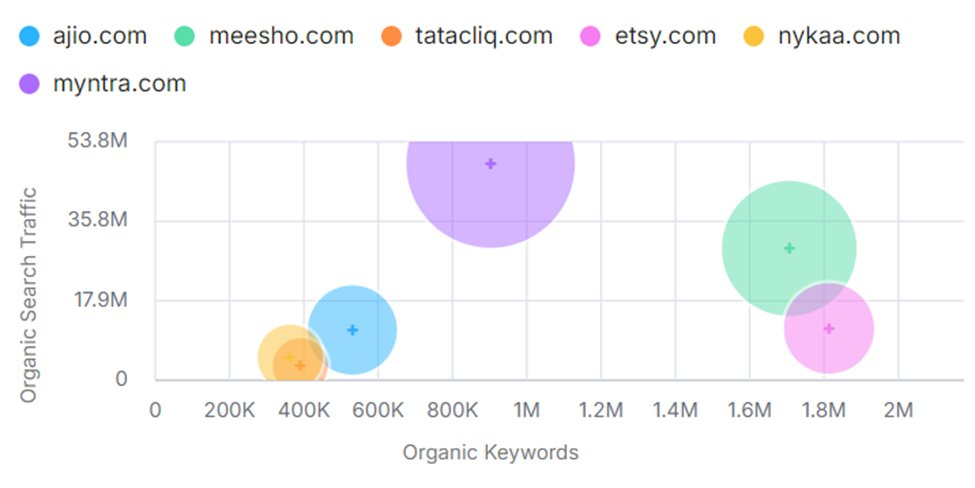 ajio.com meesho.com tatacliq.com etsy.com nykaa.com
myntra.com
53.8M
35.8M
17.9M
0
Organic Search Traffic
0 200K 400K 600K 800K 1M 1.2M 1.4M 1.6M 1.8M 2M
Organic Keywords